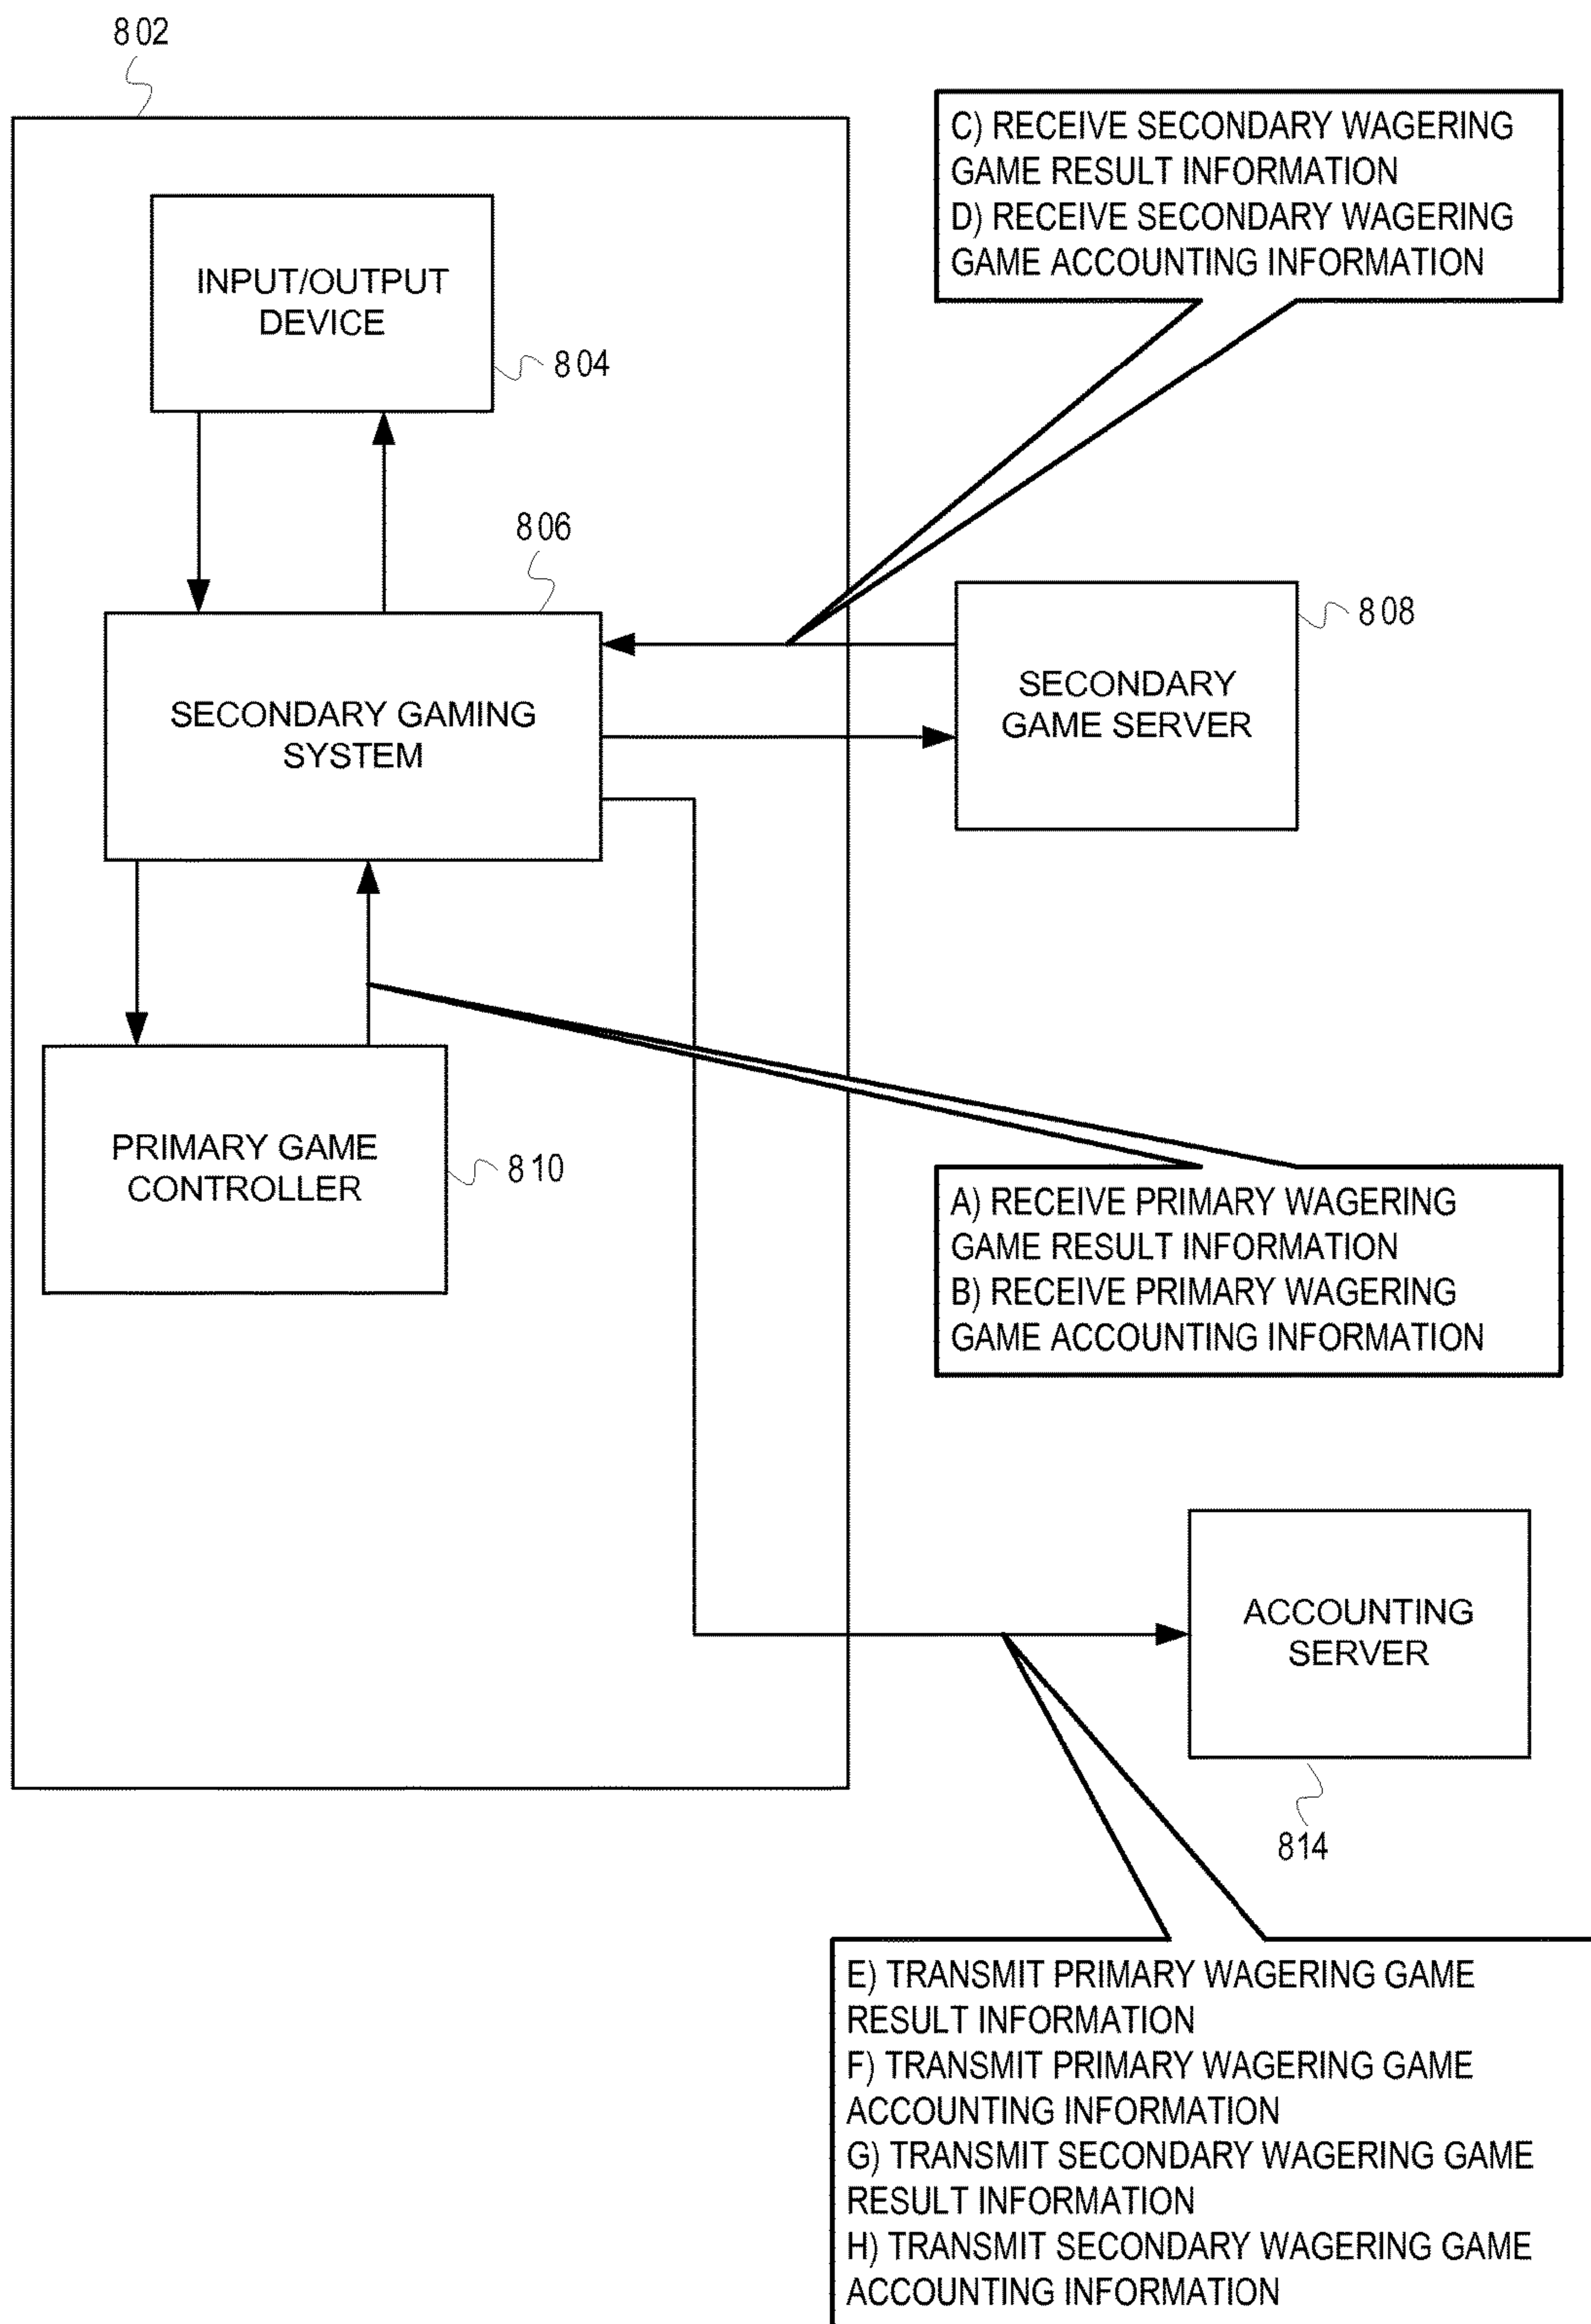 802
C) RECEIVE SECONDARY WAGERING
GAME RESULT INFORMATION
D) RECEIVE SECONDARY WAGERING
GAME ACCOUNTING INFORMATION
INPUT/OUTPUT
DEVICE
804
806
808
SECONDARY
GAME SERVER
SECONDARY GAMING
SYSTEM
PRIMARY GAME
CONTROLLER
810
A) RECEIVE PRIMARY WAGERING
GAME RESULT INFORMATION
B) RECEIVE PRIMARY WAGERING
GAME ACCOUNTING INFORMATION
ACCOUNTING
SERVER
814
E) TRANSMIT PRIMARY WAGERING GAME
RESULT INFORMATION
F) TRANSMIT PRIMARY WAGERING GAME
ACCOUNTING INFORMATION
G) TRANSMIT SECONDARY WAGERING GAME
RESULT INFORMATION
H) TRANSMIT SECONDARY WAGERING GAME
ACCOUNTING INFORMATION